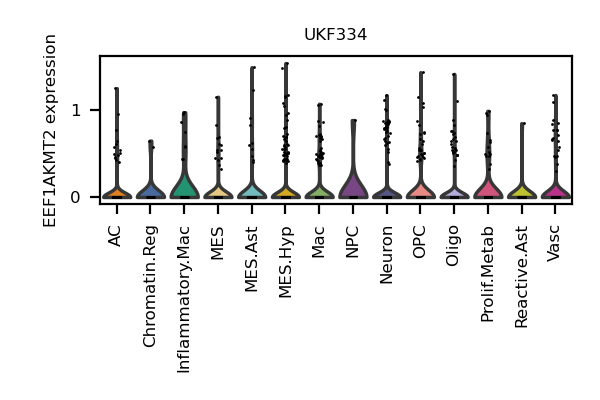 UKF334
EEF1AKMT2 expression
1
0
AC
Chromatin.Reg
Inflammatory.Mac
MES
MES.Ast
MES.Hyp
Mac
NPC
Neuron
OPC
Oligo
Prolif.Metab
Reactive.Ast
Vasc